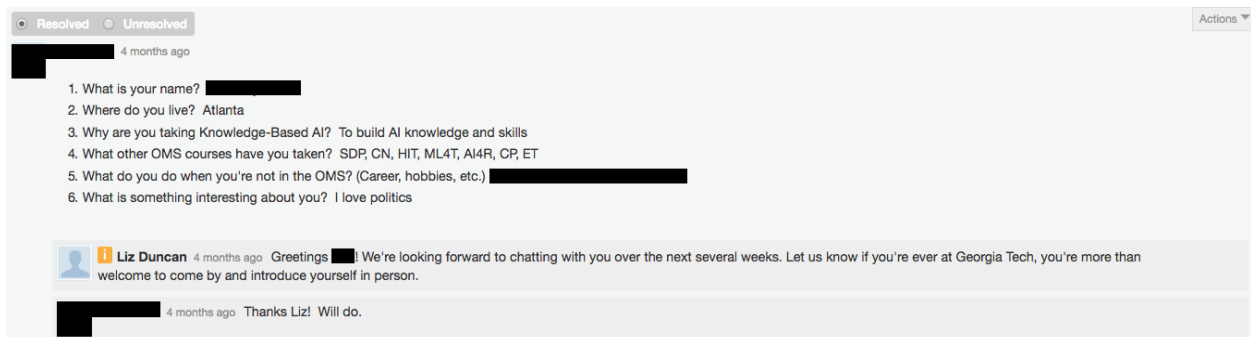 Resolved Unresolved
Actions
4 months ago
1. What is your name?
2. Where do you live? Atlanta
3. Why are you taking Knowledge-Based AI? To build AI knowledge and skills
4. What other OMS courses have you taken? SDP, CN, HIT, ML4T, AI4R, CP, ET
5. What do you do when you're not in the OMS? (Career, hobbies, etc.)
6. What is something interesting about you? I love politics
i Liz Duncan 4 months ago Greetings ! We're looking forward to chatting with you over the next several weeks. Let us know if you're ever at Georgia Tech, you're more than
welcome to come by and introduce yourself in person.
4 months ago Thanks Liz! Will do.